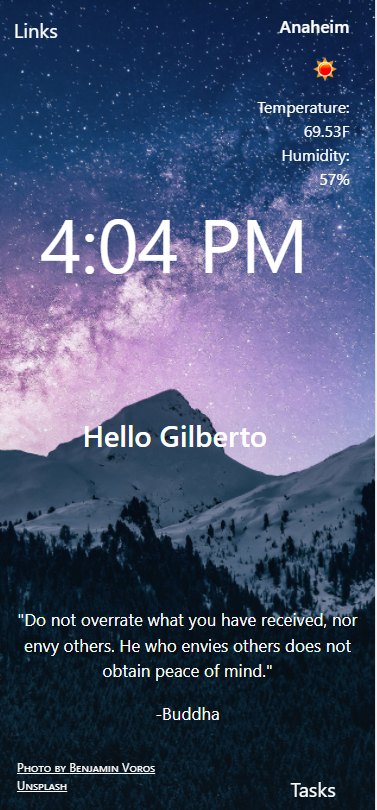 Links
Anaheim
Temperature:
69.53F
Humidity:
57%
4:04 PM
Hello Gilberto
"Do not overrate what you have received, nor
envy others. He who envies others does not
obtain peace of mind."
-Buddha
Photo by Benjamin Voros
Unsplash
Tasks